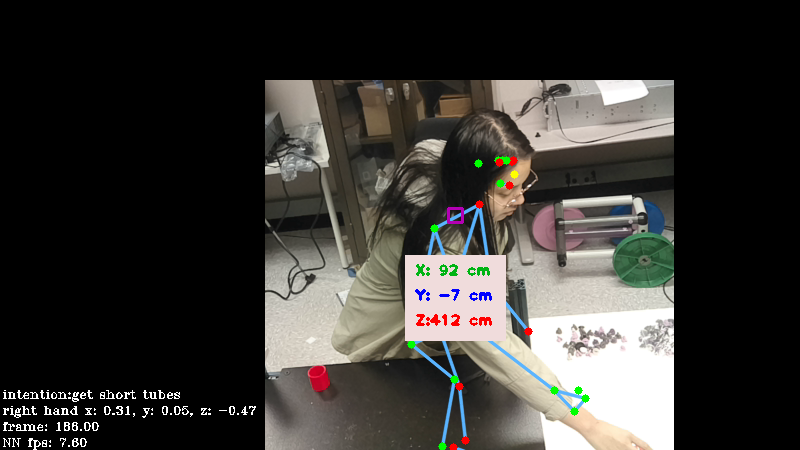 X: 92 cm
Y: -7 cm
Z:412 cm
intention:get short tubes
right hand x: 0.31, y: 0.05, z: -0.47
frame: 186.00
NN fps: 7.60